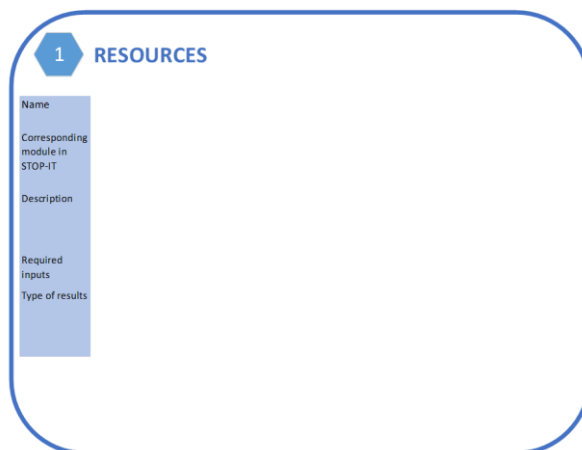 1 RESOURCES
Name
Corresponding
module in
STOP-IT
Description
Required
inputs
Type of results